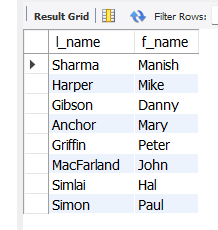 Result Grid Filter Rows:
l_name f_name
Sharma Manish
Harper Mike
Gibson Danny
Anchor Mary
Griffin Peter
MacFarland John
Simlai Hal
Simon Paul